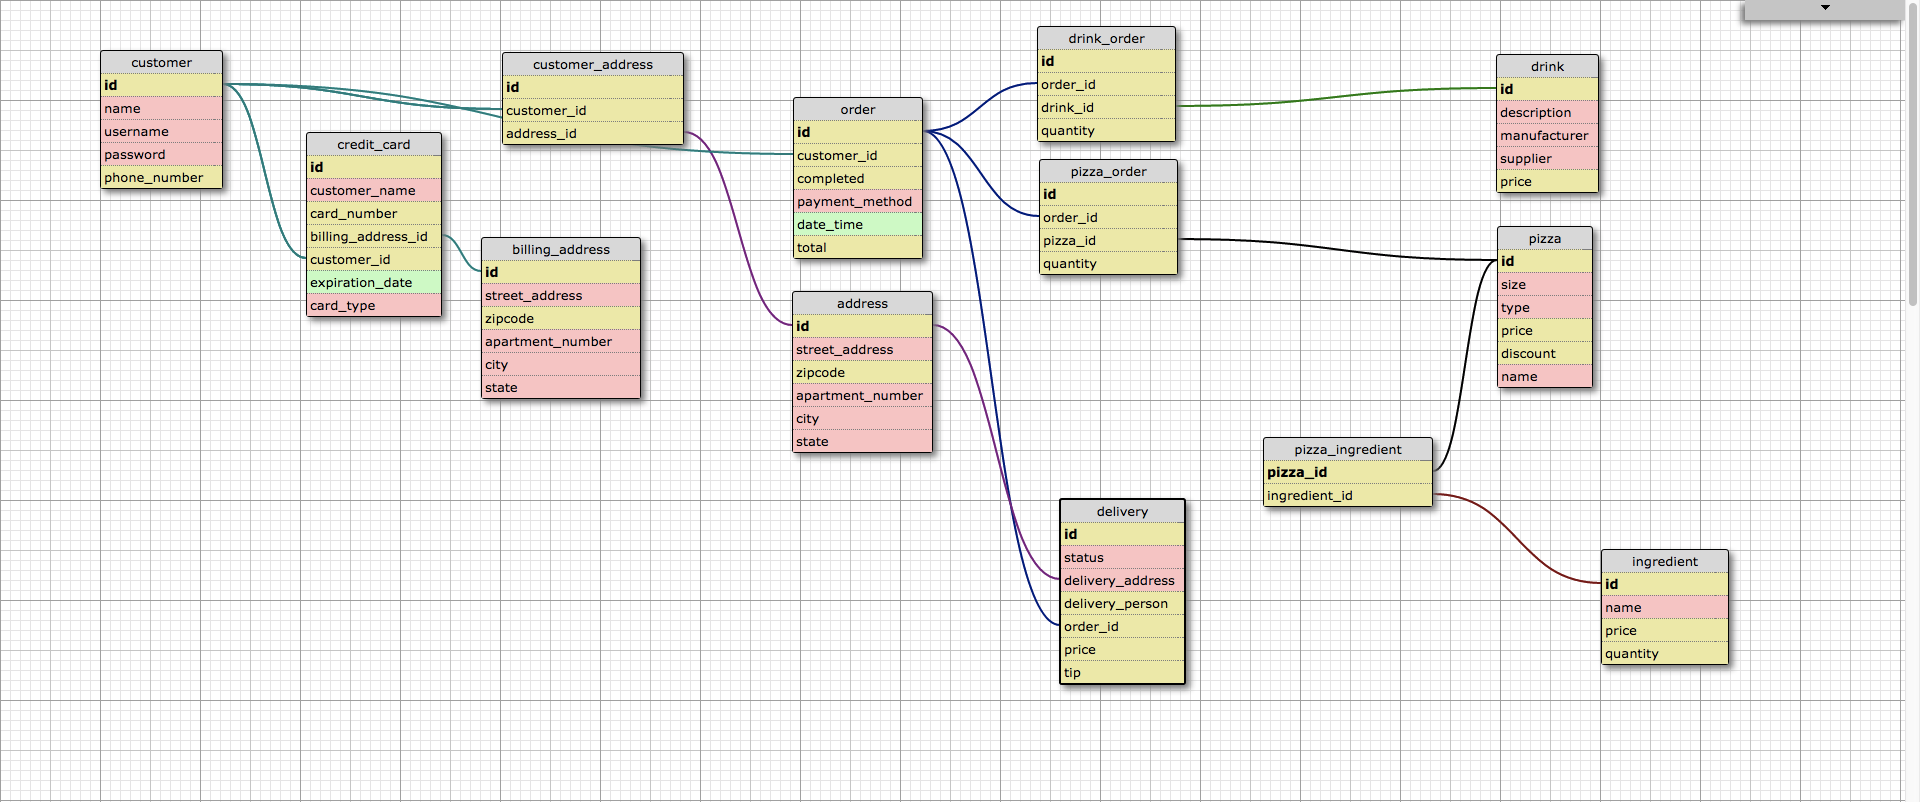 customer
id
name
username
password
phone_number
credit_card
id
customer_name
card_number
billing_address_id
customer_id
expiration_date
card_type
customer_address
id
customer_id
address_id
billing_address
id
street_address
zipcode
apartment_number
city
state
order
id
customer_id
completed
payment_method
date_time
total
address
id
street_address
zipcode
apartment_number
city
state
drink_order
id
order_id
drink_id
quantity
pizza_order
id
order_id
pizza_id
quantity
delivery
id
status
delivery_address
delivery_person
order_id
price
tip
drink
id
description
manufacturer
supplier
price
pizza
id
size
type
price
discount
name
pizza_ingredient
pizza_id
ingredient_id
ingredient
id
name
price
quantity